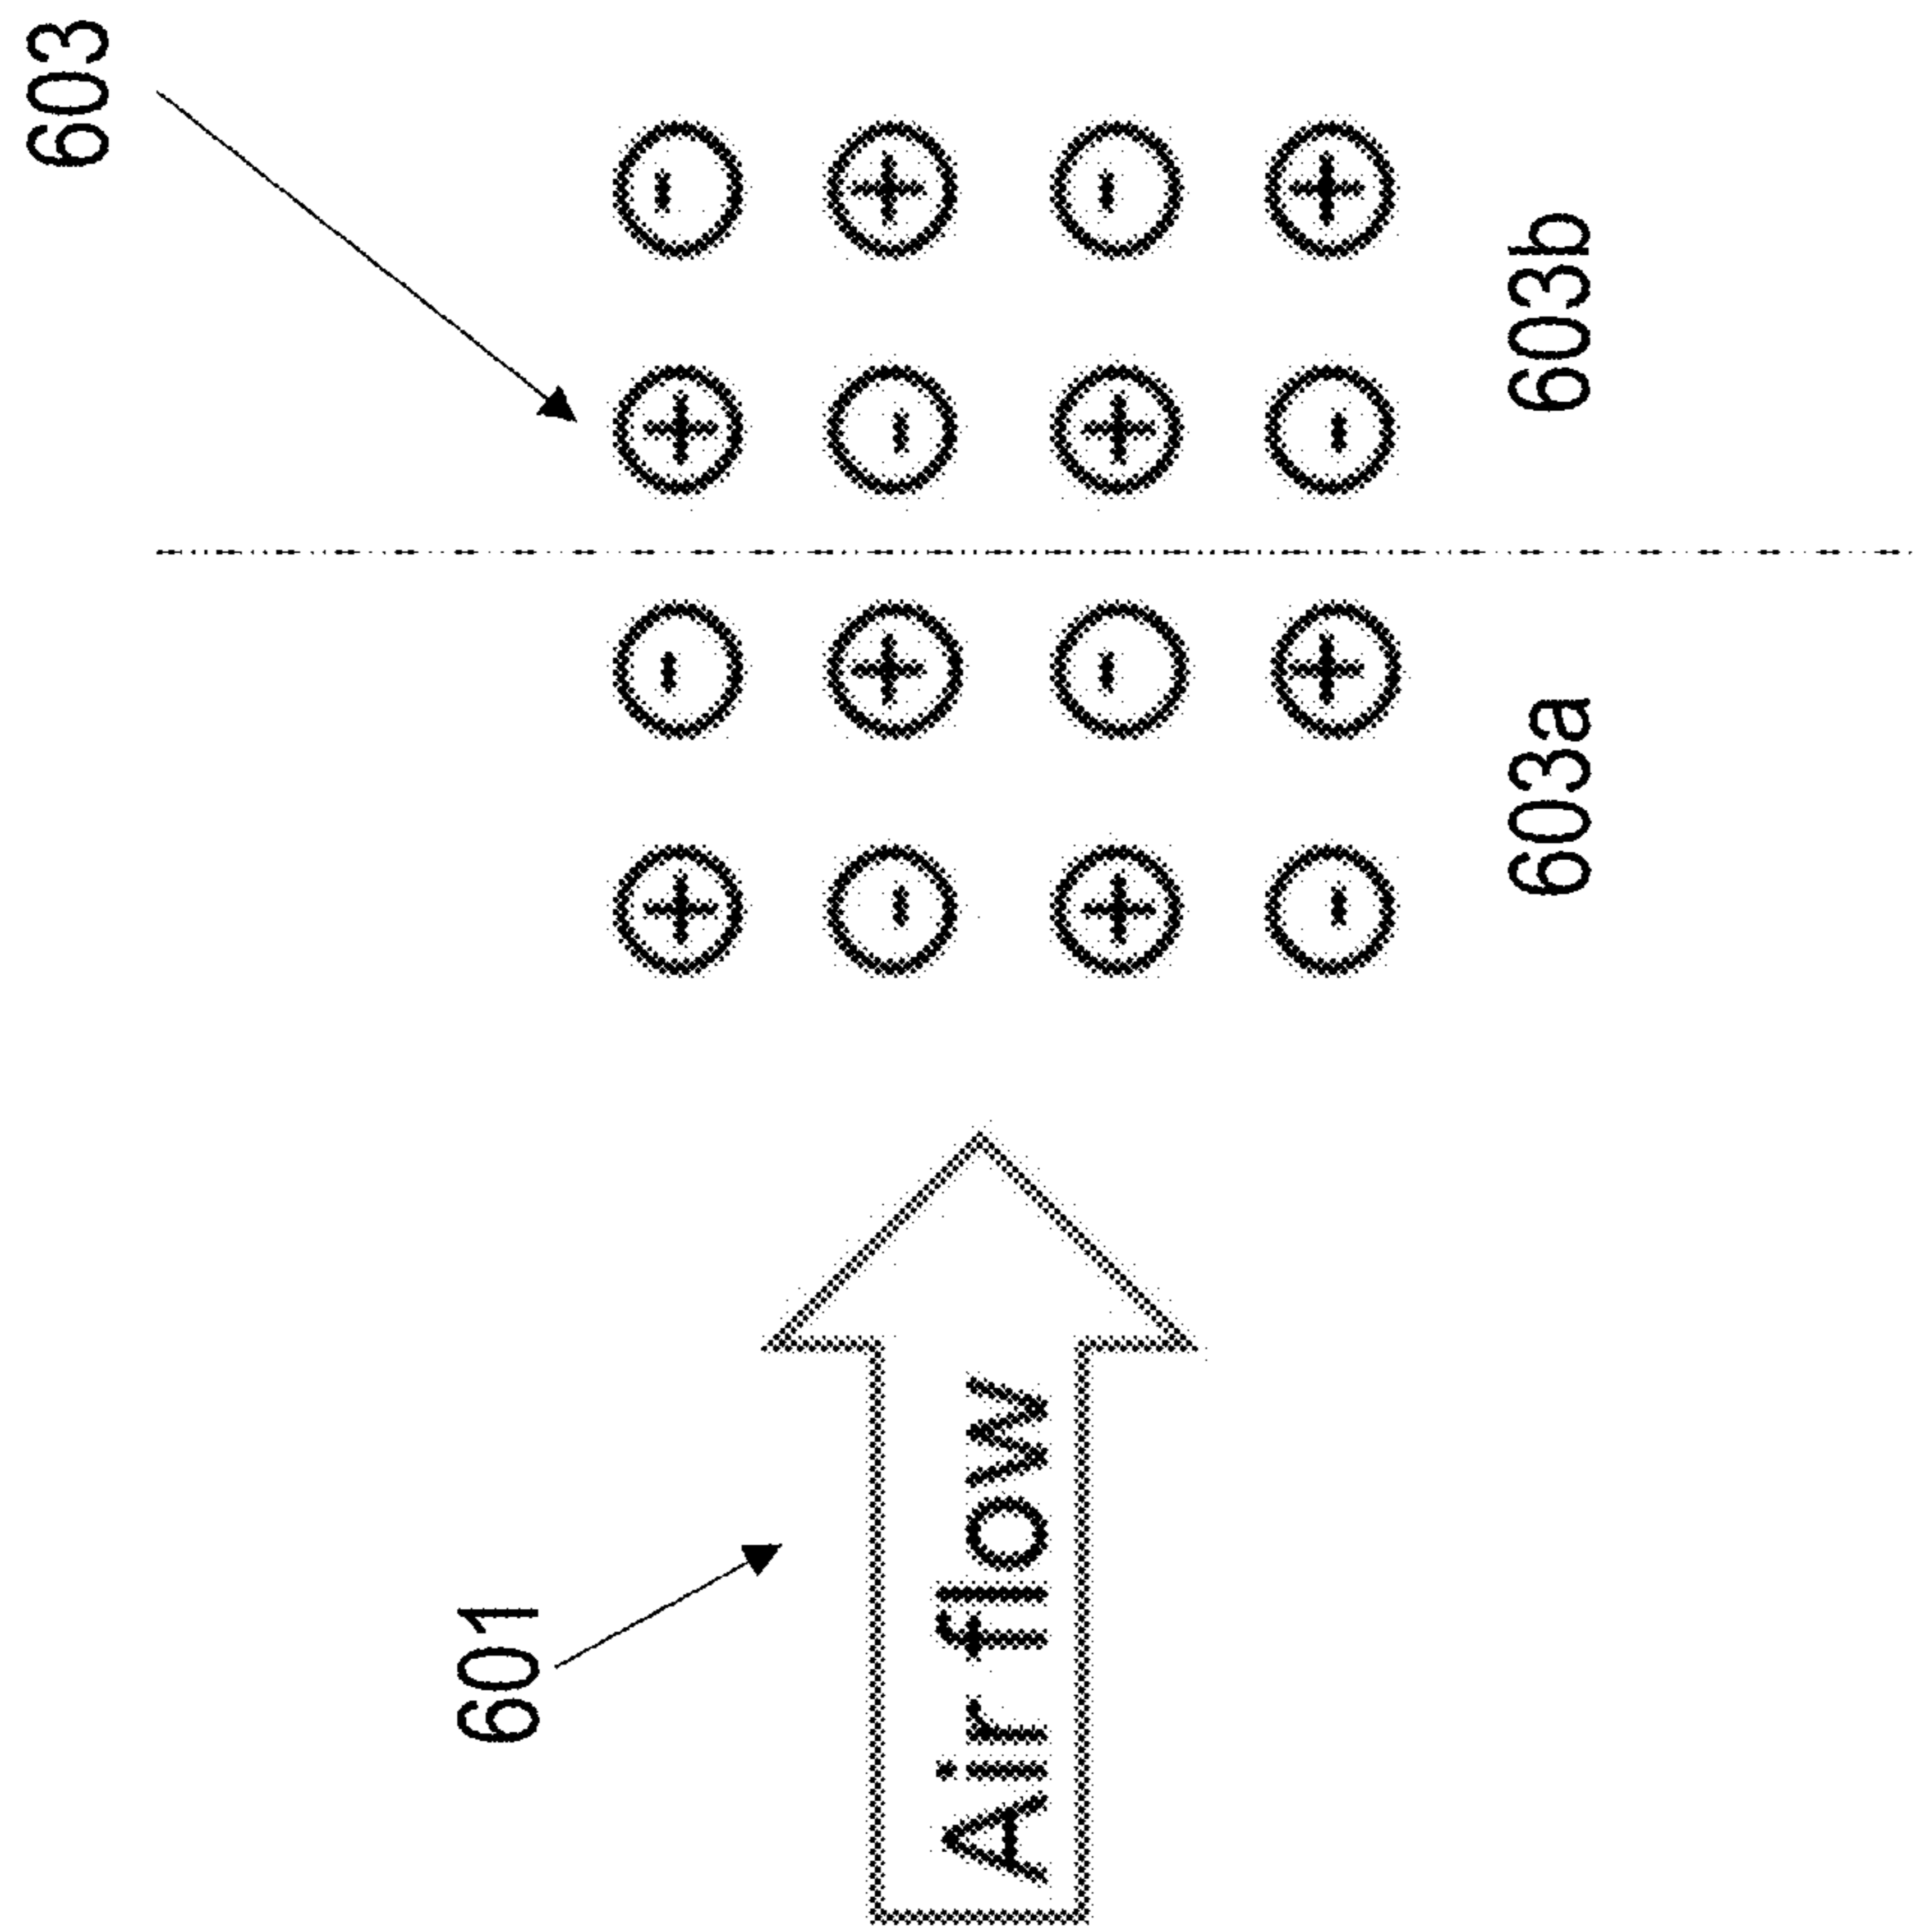 603
601
+ - + -
- + - +
Air flow
+ - + -
- + - +
603a 603b